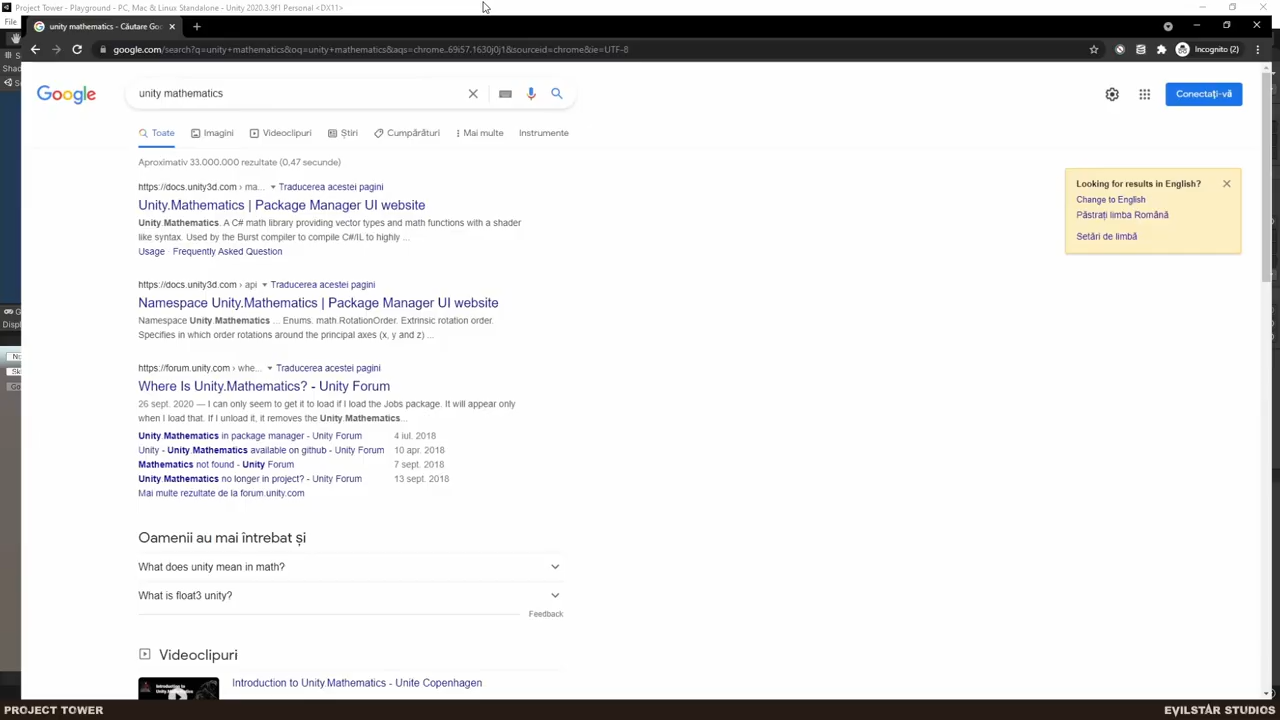 Project Tower - Playground - PC, Mac & Linux Standalone - Unity 2020.3.9f1 Personal <DX11>
File
unity mathematics - Căutare Goo
google.com/search?q=unity+mathematics&oq=unity+mathematics&aqs=chrome..69i57.1630j0j1&sourceid=chrome&ie=UTF-8
Incognito (2)
Google
unity mathematics
Conectați-vă
Toate
Imagini
Videoclipuri
Știri
Cumpărături
Mai multe
Instrumente
Aproximativ 33.000.000 rezultate (0,47 secunde)
https://docs.unity3d.com › ma... Traducerea acestei pagini
Unity.Mathematics | Package Manager UI website
Unity.Mathematics. A C# math library providing vector types and math functions with a shader
like syntax. Used by the Burst compiler to compile C#/IL to highly ...
Usage · Frequently Asked Question
https://docs.unity3d.com › api Traducerea acestei pagini
Namespace Unity.Mathematics | Package Manager UI website
Namespace Unity.Mathematics ... Enums. math.RotationOrder. Extrinsic rotation order.
Specifies in which order rotations around the principal axes (x, y and z) ...
https://forum.unity.com › whe... Traducerea acestei pagini
Where Is Unity.Mathematics? - Unity Forum
26 sept. 2020 — I can only seem to get it to load if I load the Jobs package. It will appear only
when I load that. If I unload it, it removes the Unity.Mathematics...
Unity.Mathematics in package manager - Unity Forum 4 iul. 2018
Unity - Unity.Mathematics available on github - Unity Forum 10 apr. 2018
Mathematics not found - Unity Forum 7 sept. 2018
Unity.Mathematics no longer in project? - Unity Forum 13 sept. 2018
Mai multe rezultate de la forum.unity.com
Oamenii au mai întrebat și
What does unity mean in math?
What is float3 unity?
Feedback
Videoclipuri
Introduction to Unity Mathematics - Unite Copenhagen
Looking for results in English?
Change to English
Păstrați limba Română
Setări de limbă
PROJECT TOWER
EVILSTAR STUDIOS